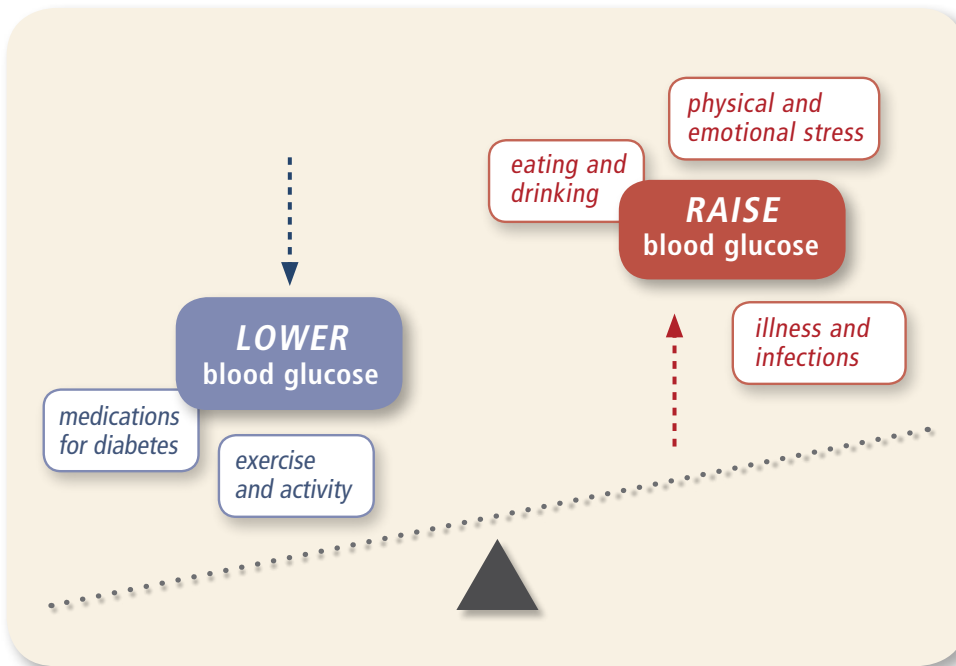 physical and
emotional stress
eating and
drinking
RAISE
blood glucose
illness and
infections
LOWER
blood glucose
medications
for diabetes
exercise
and activity